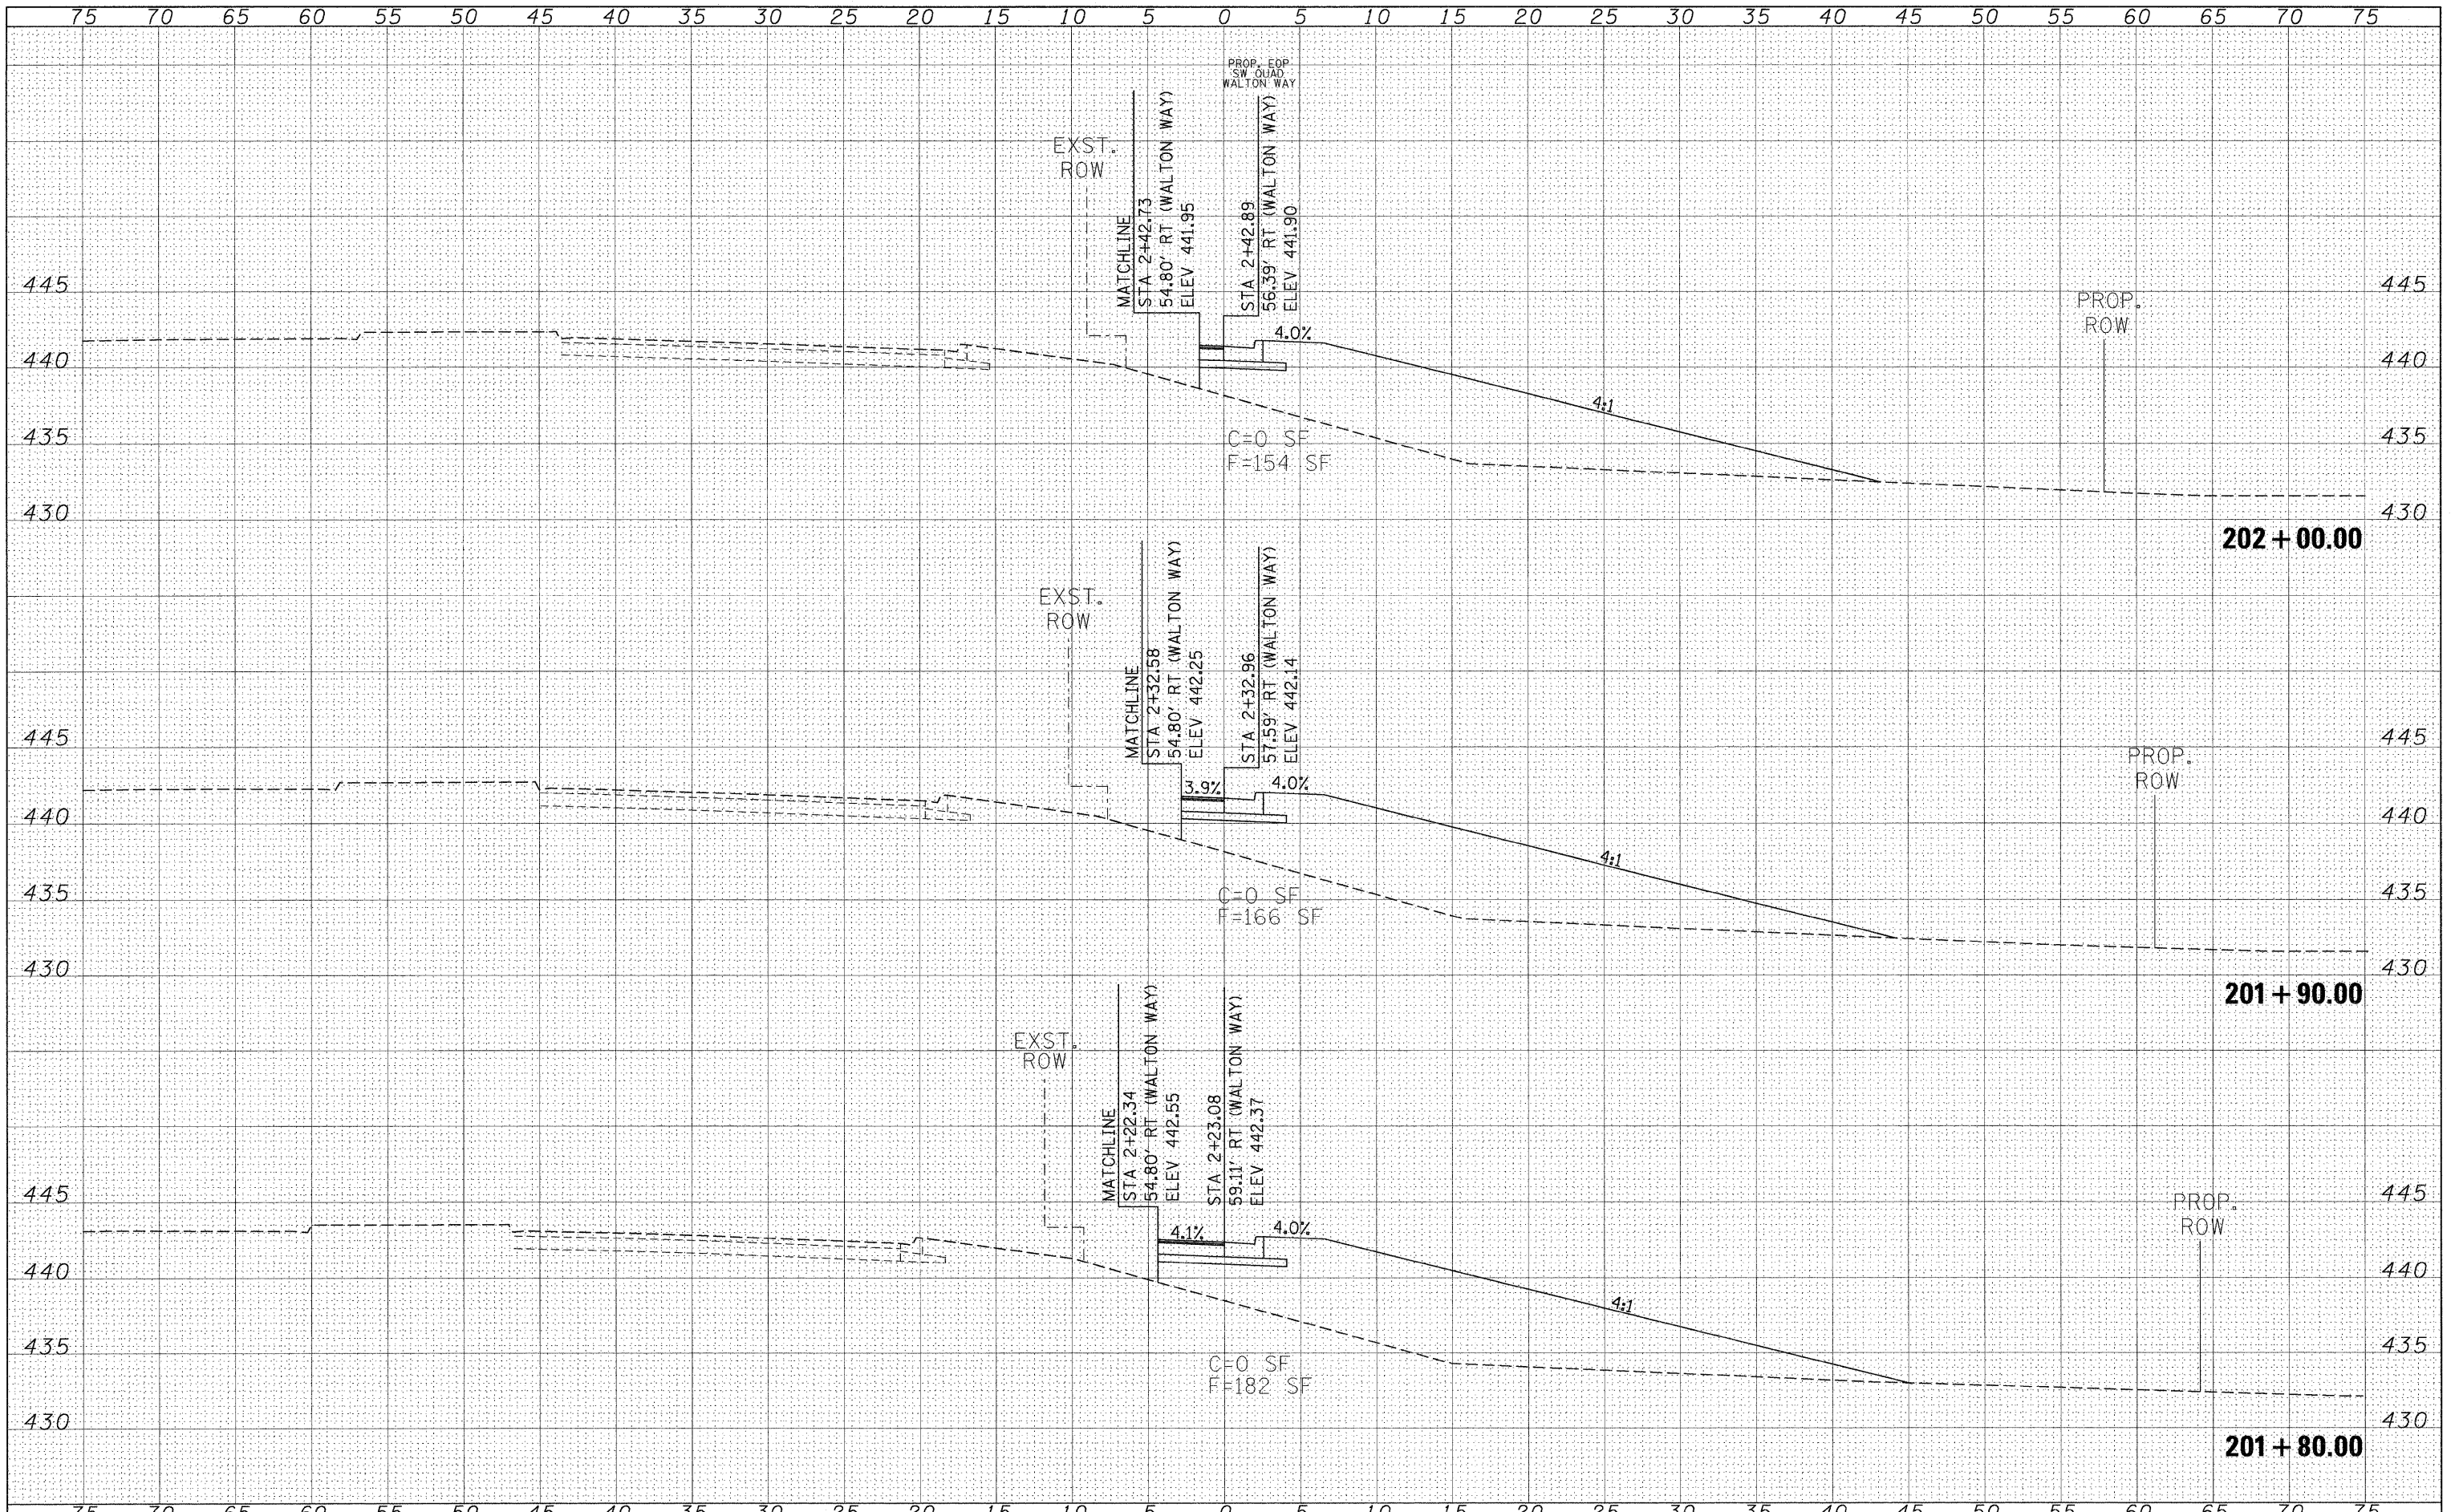 75 70 65 60 55 50 45 40 35 30 25 20 15 10 5 0 5 10 15 20 25 30 35 40 45 50 55 60 65 70 75
PROP. EOP
SW QUAD
WALTON WAY
EXST.
ROW
MATCHLINE
STA 2+42.73
54.80' RT (WALTON WAY)
ELEV 441.95
STA 2+42.89
56.39' RT (WALTON WAY)
ELEV 441.90
445
445
PROP.
ROW
4.0%
440
440
4:1
435
435
C=0 SF
F=154 SF
430
430
202+00.00
EXST.
ROW
MATCHLINE
STA 2+32.58
54.80' RT (WALTON WAY)
ELEV 442.25
STA 2+32.96
57.59' RT (WALTON WAY)
ELEV 442.14
445
445
PROP.
ROW
3.9%
4.0%
440
440
4:1
435
435
C=0 SF
F=166 SF
430
430
201+90.00
EXST.
ROW
MATCHLINE
STA 2+22.34
54.80' RT (WALTON WAY)
ELEV 442.55
STA 2+23.08
59.11' RT (WALTON WAY)
ELEV 442.37
445
445
PROP.
ROW
4.1%
4.0%
440
440
4:1
435
435
C=0 SF
F=182 SF
430
430
201+80.00
75 70 65 60 55 50 45 40 35 30 25 20 15 10 5 0 5 10 15 20 25 30 35 40 45 50 55 60 65 70 75